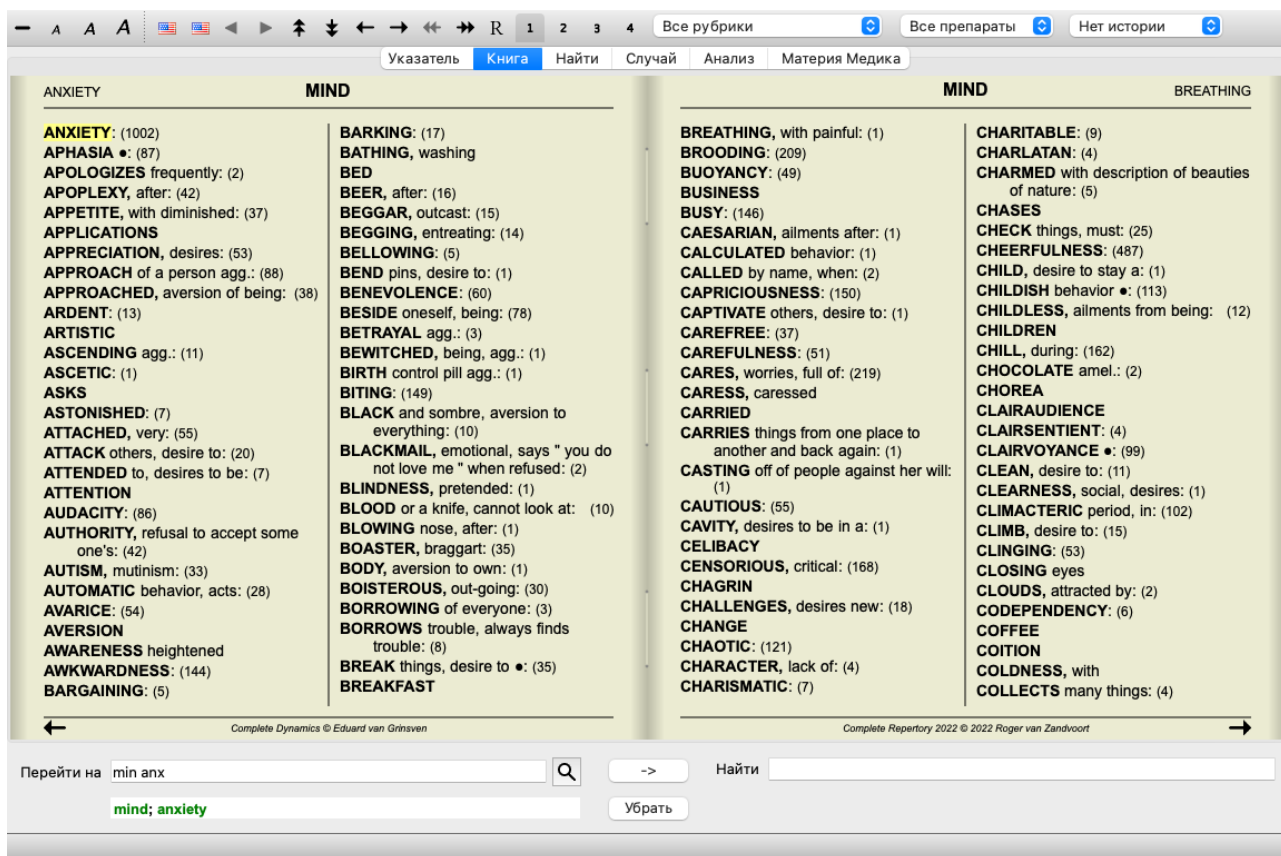 A A A R 1 2 3 4 Все рубрики Все препараты Нет истории
Указатель Книга Найти Случай Анализ Материя Медика
ANXIETY MIND
ANXIETY: (1002)
APHASIA ●: (87)
APOLOGIZES frequently: (2)
APOPLEXY, after: (42)
APPETITE, with diminished: (37)
APPLICATIONS
APPRECIATION, desires: (53)
APPROACH of a person agg.: (88)
APPROACHED, aversion of being: (38)
ARDENT: (13)
ARTISTIC
ASCENDING agg.: (11)
ASCETIC: (1)
ASKS
ASTONISHED: (7)
ATTACHED, very: (55)
ATTACK others, desire to: (20)
ATTENDED to, desires to be: (7)
ATTENTION
AUDACITY: (86)
AUTHORITY, refusal to accept some
one's: (42)
AUTISM, mutinism: (33)
AUTOMATIC behavior, acts: (28)
AVARICE: (54)
AVERSION
AWARENESS heightened
AWKWARDNESS: (144)
BARGAINING: (5)
BARKING: (17)
BATHING, washing
BED
BEER, after: (16)
BEGGAR, outcast: (15)
BEGGING, entreating: (14)
BELLOWING: (5)
BEND pins, desire to: (1)
BENEVOLENCE: (60)
BESIDE oneself, being: (78)
BETRAYAL agg.: (3)
BEWITCHED, being, agg.: (1)
BIRTH control pill agg.: (1)
BITING: (149)
BLACK and sombre, aversion to
everything: (10)
BLACKMAIL, emotional, says " you do
not love me " when refused: (2)
BLINDNESS, pretended: (1)
BLOOD or a knife, cannot look at: (10)
BLOWING nose, after: (1)
BOASTER, braggart: (35)
BODY, aversion to own: (1)
BOISTEROUS, out-going: (30)
BORROWING of everyone: (3)
BORROWS trouble, always finds
trouble: (8)
BREAK things, desire to ●: (35)
BREAKFAST
Complete Dynamics © Eduard van Grinsven
MIND BREATHING
BREATHING, with painful: (1)
BROODING: (209)
BUOYANCY: (49)
BUSINESS
BUSY: (146)
CAESARIAN, ailments after: (1)
CALCULATED behavior: (1)
CALLED by name, when: (2)
CAPRICIOUSNESS: (150)
CAPTIVATE others, desire to: (1)
CAREFREE: (37)
CAREFULNESS: (51)
CARES, worries, full of: (219)
CARESS, caressed
CARRIED
CARRIES things from one place to
another and back again: (1)
CASTING off of people against her will:
(1)
CAUTIOUS: (55)
CAVITY, desires to be in a: (1)
CELIBACY
CENSORIOUS, critical: (168)
CHAGRIN
CHALLENGES, desires new: (18)
CHANGE
CHAOTIC: (121)
CHARACTER, lack of: (4)
CHARISMATIC: (7)
CHARITABLE: (9)
CHARLATAN: (4)
CHARMED with description of beauties
of nature: (5)
CHASES
CHECK things, must: (25)
CHEERFULNESS: (487)
CHILD, desire to stay a: (1)
CHILDISH behavior ●: (113)
CHILDLESS, ailments from being: (12)
CHILDREN
CHILL, during: (162)
CHOCOLATE amel.: (2)
CHOREA
CLAIRAUDIENCE
CLAIRSENTIENT: (4)
CLAIRVOYANCE ●: (99)
CLEAN, desire to: (11)
CLEARNESS, social, desires: (1)
CLIMACTERIC period, in: (102)
CLIMB, desire to: (15)
CLINGING: (53)
CLOSING eyes
CLOUDS, attracted by: (2)
CODEPENDENCY: (6)
COFFEE
COITION
COLDNESS, with
COLLECTS many things: (4)
Complete Repertory 2022 © 2022 Roger van Zandvoort
Перейти на min anx -> Найти
mind; anxiety Убрать